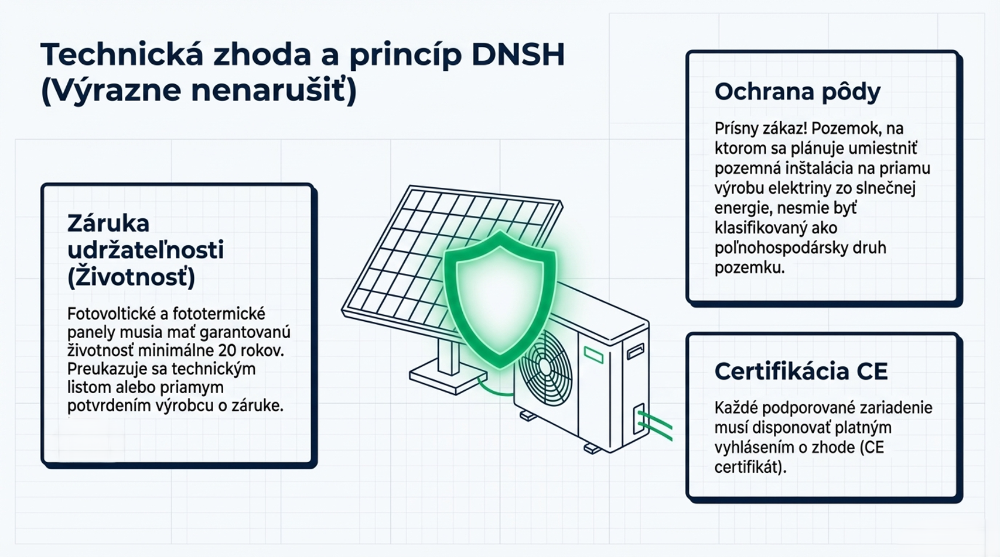 Technická zhoda a princíp DNSH
(Výrazne nenarušiť)
Záruka
udržateľnosti
(Životnosť)
Fotovoltické a fototermické
panely musia mať garantovanú
životnosť minimálne 20 rokov.
Preukazuje sa technickým
listom alebo priamym
potvrdením výrobcu o záruke.
Ochrana pôdy
Prísny zákaz! Pozemok, na
ktorom sa plánuje umiestniť
pozemná inštalácia na priamu
výrobu elektriny zo slnečnej
energie, nesmie byť
klasifikovaný ako
poľnohospodársky druh
pozemku.
Certifikácia CE
Každé podporované zariadenie
musí disponovať platným
vyhlásením o zhode (CE
certifikát).